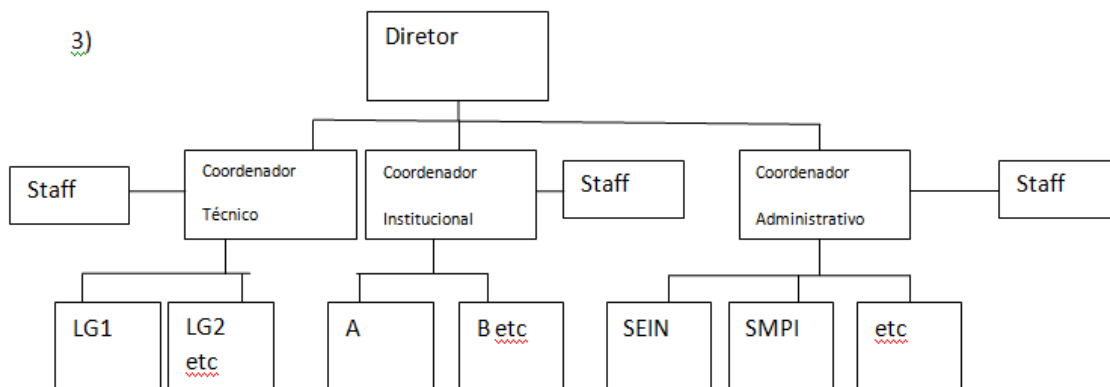 3)
Diretor
Staff
Coordenador
Técnico
Coordenador
Institucional
Staff
Coordenador
Administrativo
Staff
LG1
LG2
etc
A
B etc
SEIN
SMPI
etc